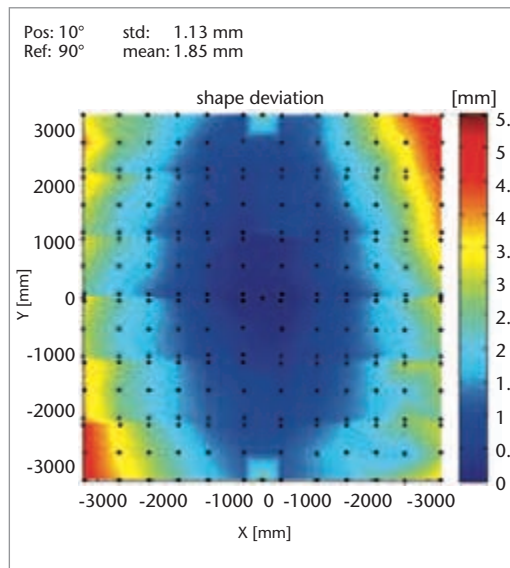 Pos: 10° std: 1.13 mm
Ref: 90° mean: 1.85 mm
shape deviation
[mm]
3000
2000
1000
0
-1000
-2000
-3000
Y [mm]
5.
5.
4.
4
3.
3
2.
2
1.
1
0.
0
-3000 -2000 -1000 0 -1000 -2000 -3000
X [mm]